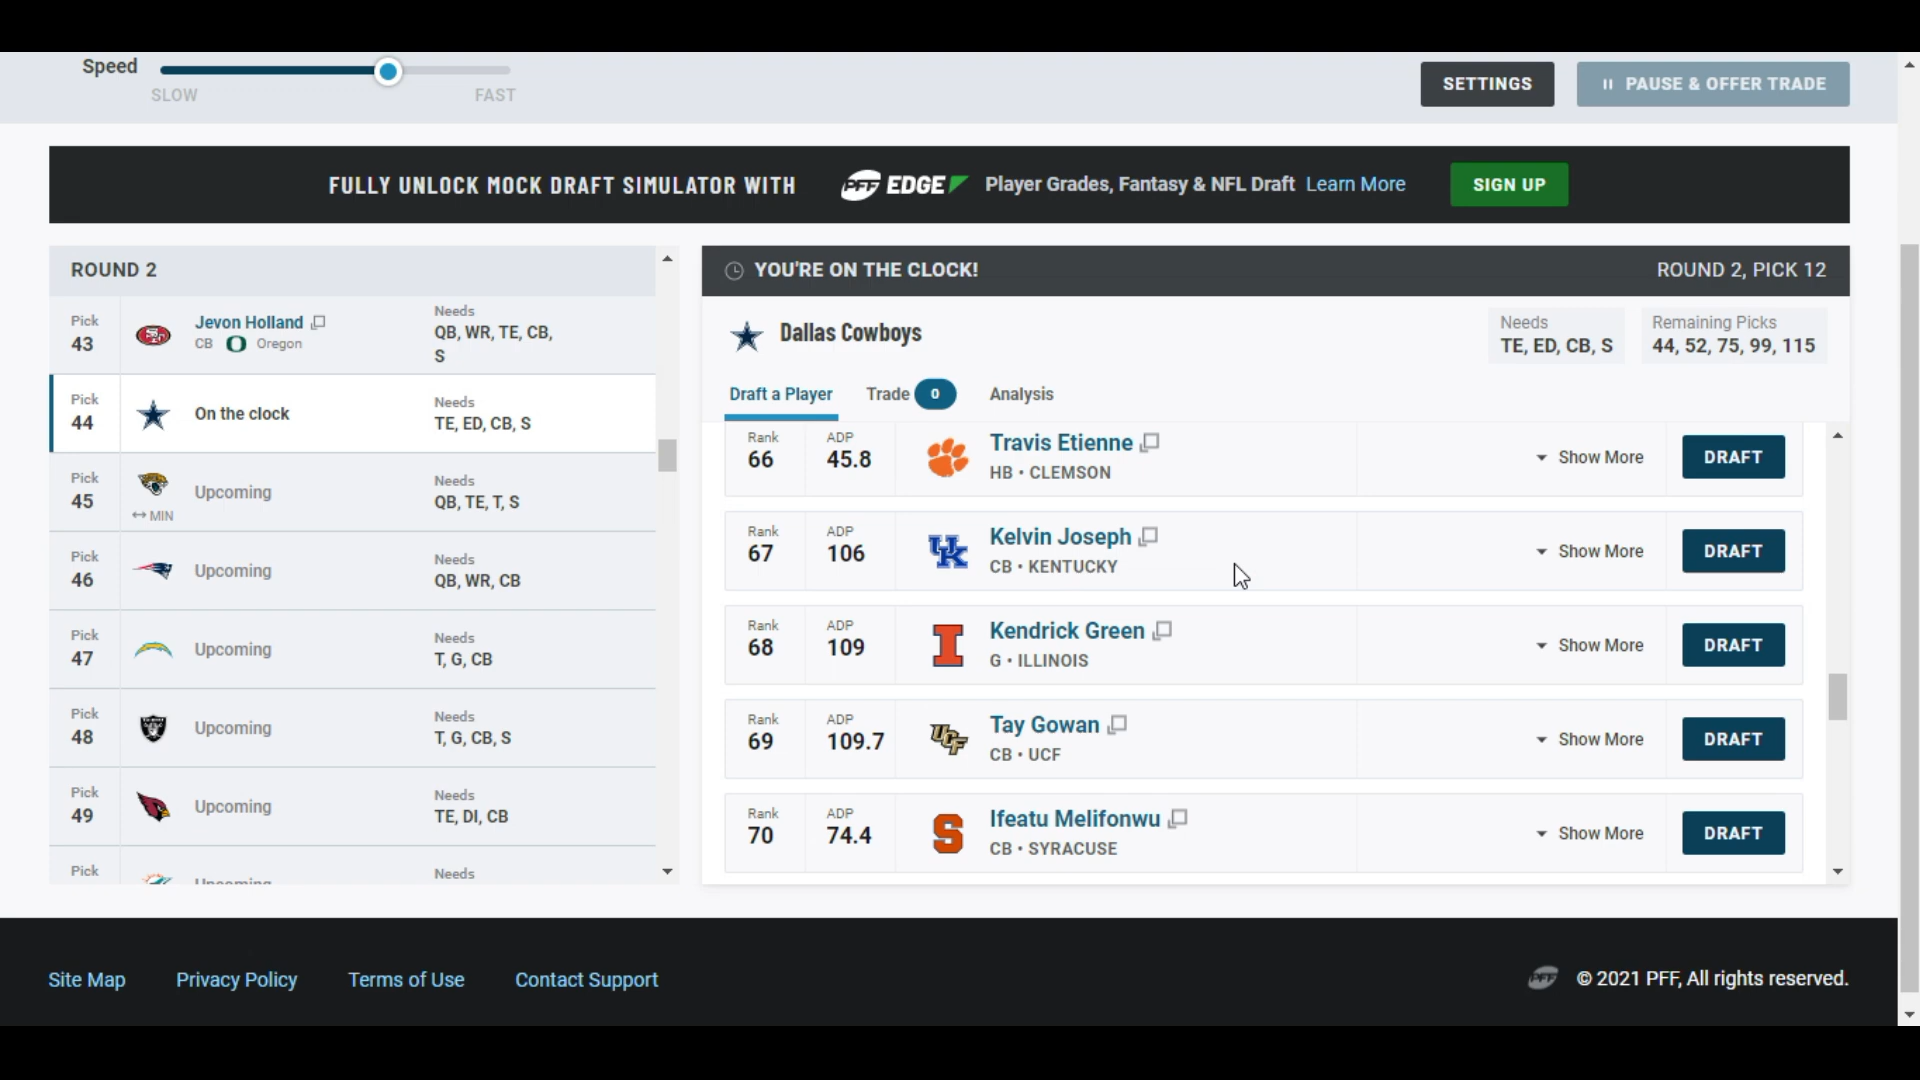 Speed
SLOW FAST
SETTINGS
PAUSE & OFFER TRADE
FULLY UNLOCK MOCK DRAFT SIMULATOR WITH PFF EDGE Player Grades, Fantasy & NFL Draft Learn More SIGN UP
ROUND 2
Pick
43
Jevon Holland
CB O Oregon
Needs
QB, WR, TE, CB,
S
Pick
44
On the clock
Needs
TE, ED, CB, S
Pick
45
↔ MIN
Upcoming
Needs
QB, TE, T, S
Pick
46
Upcoming
Needs
QB, WR, CB
Pick
47
Upcoming
Needs
T, G, CB
Pick
48
Upcoming
Needs
T, G, CB, S
Pick
49
Upcoming
Needs
TE, DI, CB
Pick
Upcoming
Needs
YOU'RE ON THE CLOCK! ROUND 2, PICK 12
Dallas Cowboys
Needs
TE, ED, CB, S
Remaining Picks
44, 52, 75, 99, 115
Draft a Player Trade 0 Analysis
Rank
66
ADP
45.8
Travis Etienne
HB • CLEMSON
Show More DRAFT
Rank
67
ADP
106
UK
Kelvin Joseph
CB • KENTUCKY
Show More DRAFT
Rank
68
ADP
109
I
Kendrick Green
G • ILLINOIS
Show More DRAFT
Rank
69
ADP
109.7
UCF
Tay Gowan
CB • UCF
Show More DRAFT
Rank
70
ADP
74.4
S
Ifeatu Melifonwu
CB • SYRACUSE
Show More DRAFT
Site Map Privacy Policy Terms of Use Contact Support
PFF © 2021 PFF, All rights reserved.